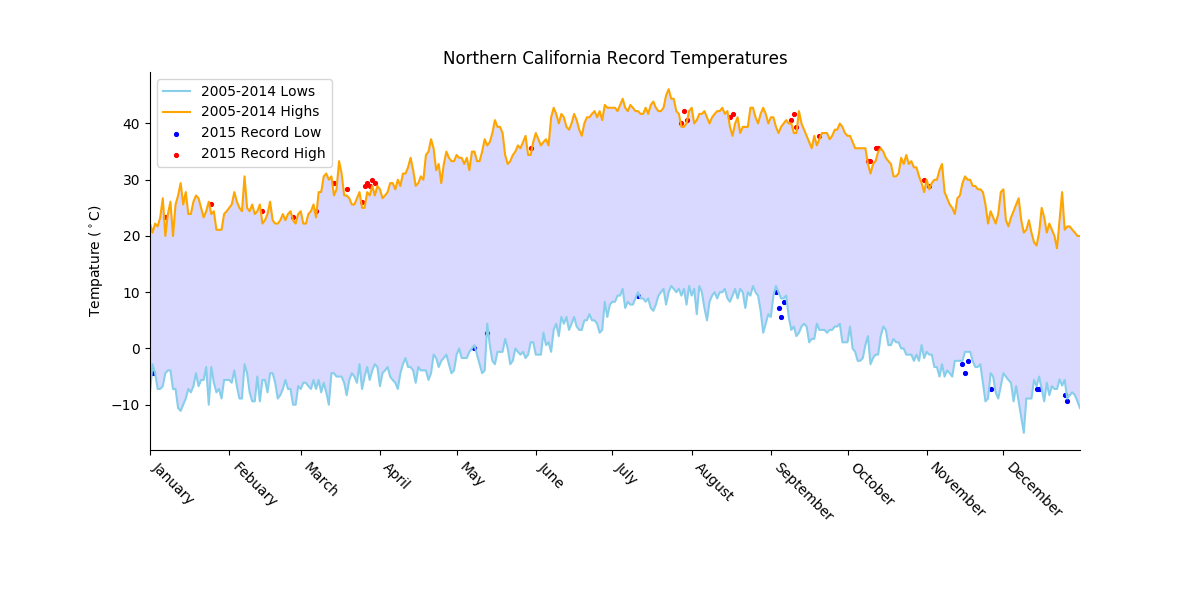 Northern California Record Temperatures
2005-2014 Lows
2005-2014 Highs
2015 Record Low
2015 Record High
Tempature (°C)
40
30
20
10
0
−10
January
Febuary
March
April
May
June
July
August
September
October
November
December